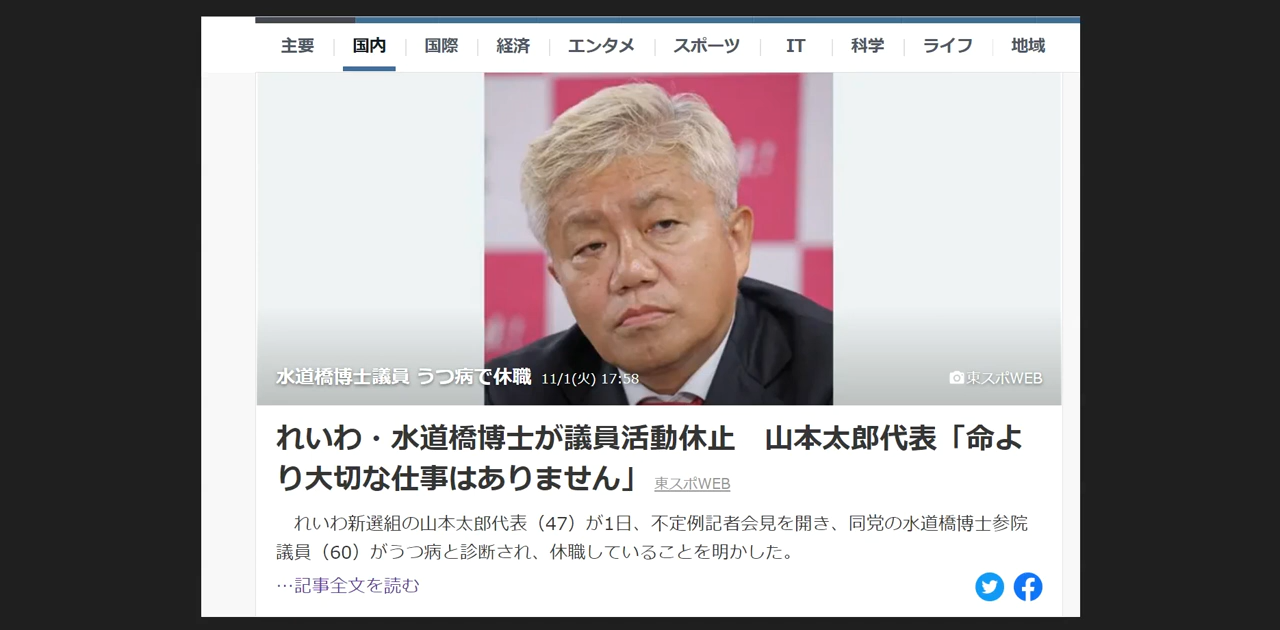 主要 国内 国際 経済 エンタメ スポーツ IT 科学 ライフ 地域
水道橋博士議員 うつ病で休職 11/1(火) 17:58
東スポWEB
れいわ・水道橋博士が議員活動休止　山本太郎代表「命よ
り大切な仕事はありません」 東スポWEB
れいわ新選組の山本太郎代表（47）が1日、不定例記者会見を開き、同党の水道橋博士参院
議員（60）がうつ病と診断され、休職していることを明かした。
…記事全文を読む